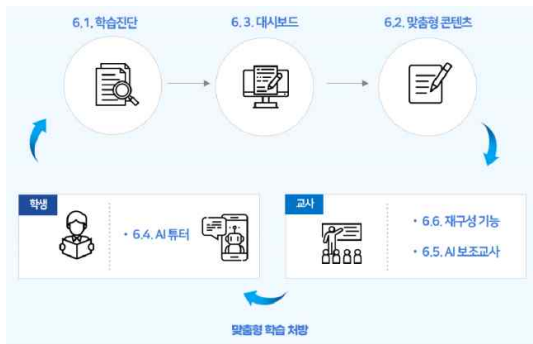 6.1. 학습진단
6. 3. 대시보드
6.2. 맞춤형 콘텐츠
학생
• 6.4. AI 튜터
교사
• 6.6. 재구성 기능
• 6.5. AI 보조교사
맞춤형 학습 처방